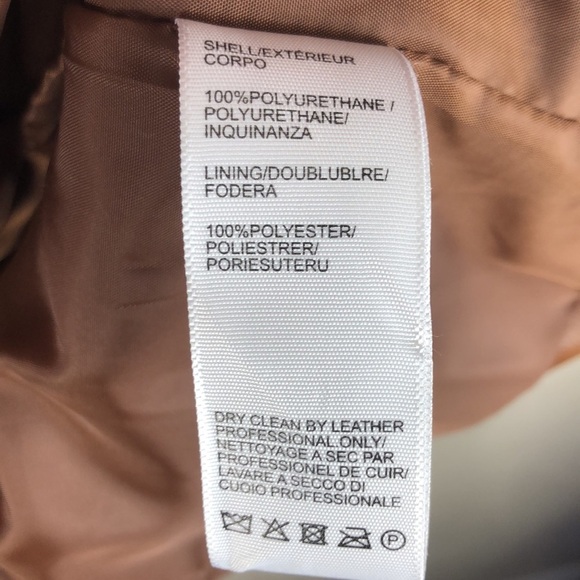 SHELL/EXTÉRIEUR
CORPO
100%POLYURETHANE /
POLYURETHANE/
INQUINANZA
LINING/DOUBLUBLRE/
FODERA
100%POLYESTER/
POLIESTRER/
PORIESUTERU
DRY CLEAN BY LEATHER
PROFESSIONAL ONLY/
NETTOYAGE A SEC PAR
PROFESSIONEL DE CUIR/
LAVARE A SECCO DI
CUOIO PROFESSIONALE
P